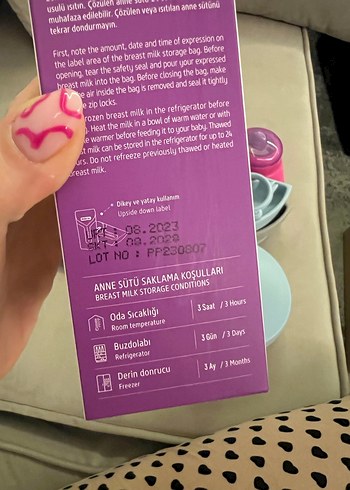 usulü ısıtın. Çözülen anne sütü
muhafaza edilebilir. Çözülen veya ısıtılan anne sütünü
tekrar dondurmayın.
First, note the amount, date and time of expression on
the label area of the breast milk storage bag. Before
opening, tear the safety seal and pour your expressed
breast milk into the bag. Before closing the bag, make
air inside the bag is removed and seal it tightly
zip locks.
frozen breast milk in the refrigerator before
Heat the milk in a bowl of warm water or with
warmer before feeding it to your baby. Thawed
milk can be stored in the refrigerator for up to 24
Do not refreeze previously thawed or heated
breast milk.
Dikey ve yatay kullanım
Upside down label
08.2023
SKT : 08.2028
LOT NO : PP230807
ANNE SÜTÜ SAKLAMA KOŞULLARI
BREAST MILK STORAGE CONDITIONS
Oda Sıcaklığı 3 Saat / 3 Hours
Room temperature
Buzdolabı 3 Gün / 3 Days
Refrigerator
Derin dondurucu 3 Ay / 3 Months
Freezer